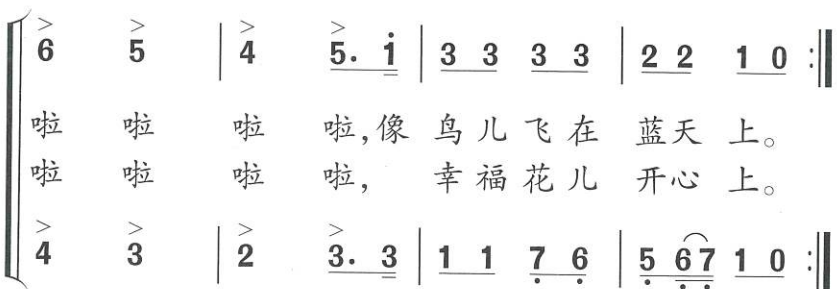 6 5 | 4 5. i | 3 3 3 3 | 2 2 1 0 :|
啦 啦 啦 啦,像 鸟 儿 飞 在 蓝 天 上。
啦 啦 啦 啦, 幸 福 花 儿 开 心 上。
4 3 | 2 3. 3 | 1 1 7 6 | 5 6 7 1 0 :|